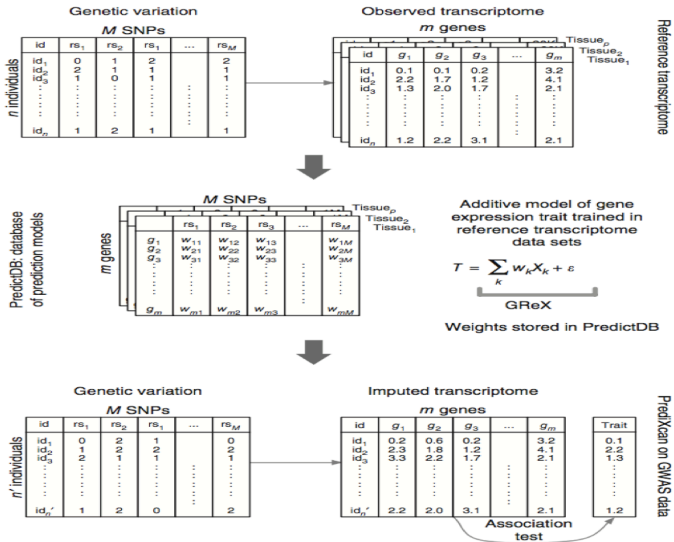 Genetic variation
M SNPs
id rs1 rs2 rs1 ... rsM
id1 0 1 2 2
id2 2 1 1 1
id3 1 0 1 1
idn 1 2 1 1
n individuals
Observed transcriptome
m genes
Tissuep
Tissue2
Tissue1
id g1 g2 g3 ... gm
id1 0.1 0.1 0.2 3.2
id2 2.2 1.7 1.2 4.1
id3 1.3 2.0 1.7 2.1
idn 1.2 2.2 3.1 2.1
Reference transcriptome
PredictDB: database
of prediction models
m genes
M SNPs
Tissuep
Tissue2
Tissue1
rs1 rs2 rs3 ... rsM
g1 w11 w12 w13 w1M
g2 w21 w22 w23 w2M
g3 w31 w32 w33 w3M
gm wm1 wm2 wm3 wmM
Additive model of gene
expression trait trained in
reference transcriptome
data sets
T = ∑ wkXk + ε
k
GReX
Weights stored in PredictDB
Genetic variation
M SNPs
id rs1 rs2 rs1 ... rsM
id1 0 2 1 0
id2 1 2 2 2
id3 2 1 1 2
idn′ 1 2 0 2
n′ individuals
Imputed transcriptome
m genes
id g1 g2 g3 ... gm
id1 0.2 0.6 0.2 3.2
id2 2.3 1.8 1.2 4.1
id3 3.3 2.2 1.7 2.1
idn′ 2.2 2.0 3.1 2.1
Trait
0.1
2.2
1.3
1.2
Association
test
PrediXcan on GWAS
data